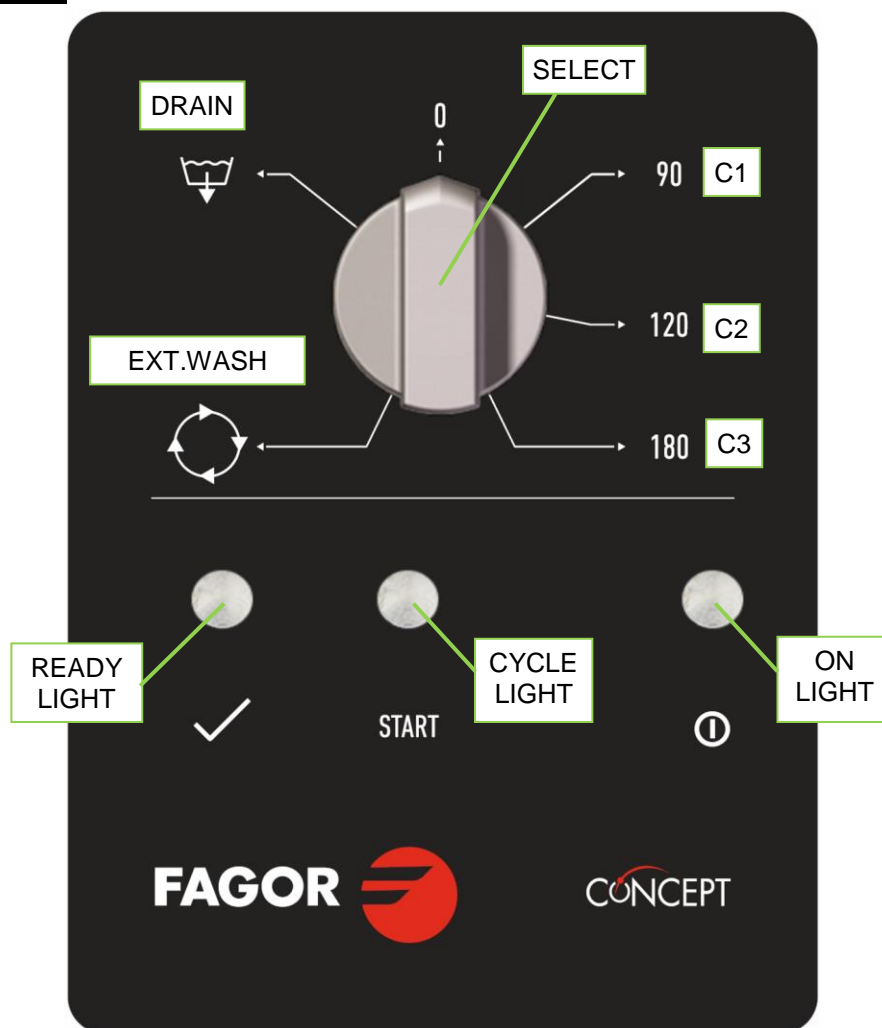 SELECT
DRAIN
0
90 C1
120 C2
EXT.WASH
180 C3
READY
LIGHT
CYCLE
LIGHT
ON
LIGHT
START
FAGOR
CONCEPT